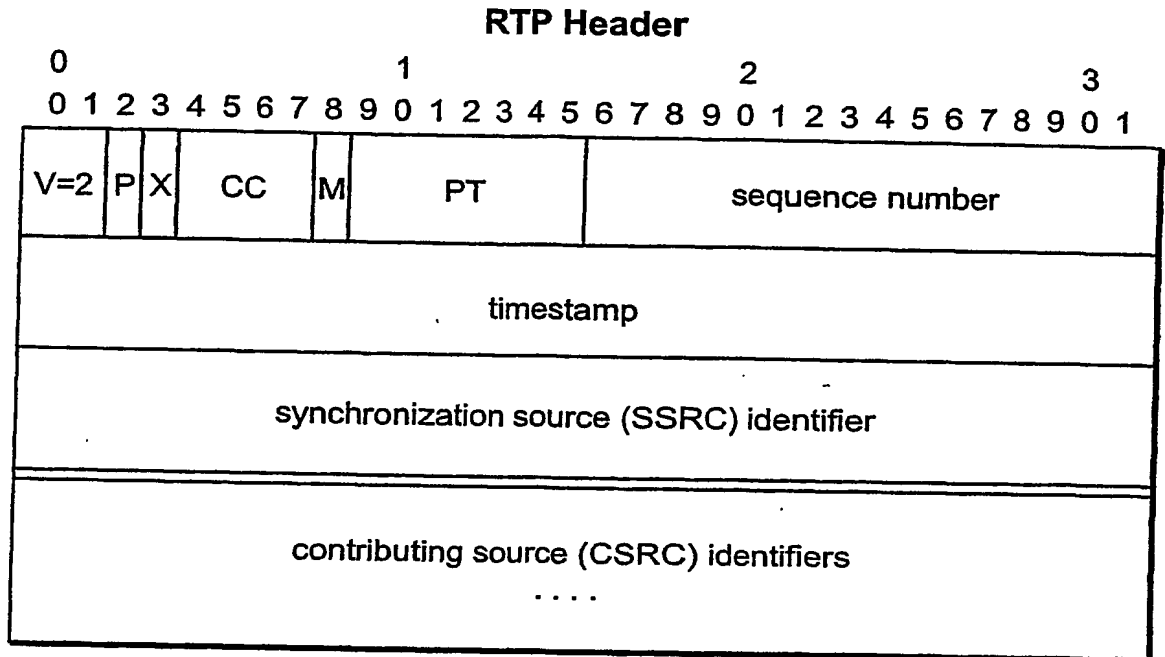 RTP Header
0 1 2 3
0 1 2 3 4 5 6 7 8 9 0 1 2 3 4 5 6 7 8 9 0 1 2 3 4 5 6 7 8 9 0 1
V=2 P X CC M PT sequence number
timestamp
synchronization source (SSRC) identifier
contributing source (CSRC) identifiers
. . . .